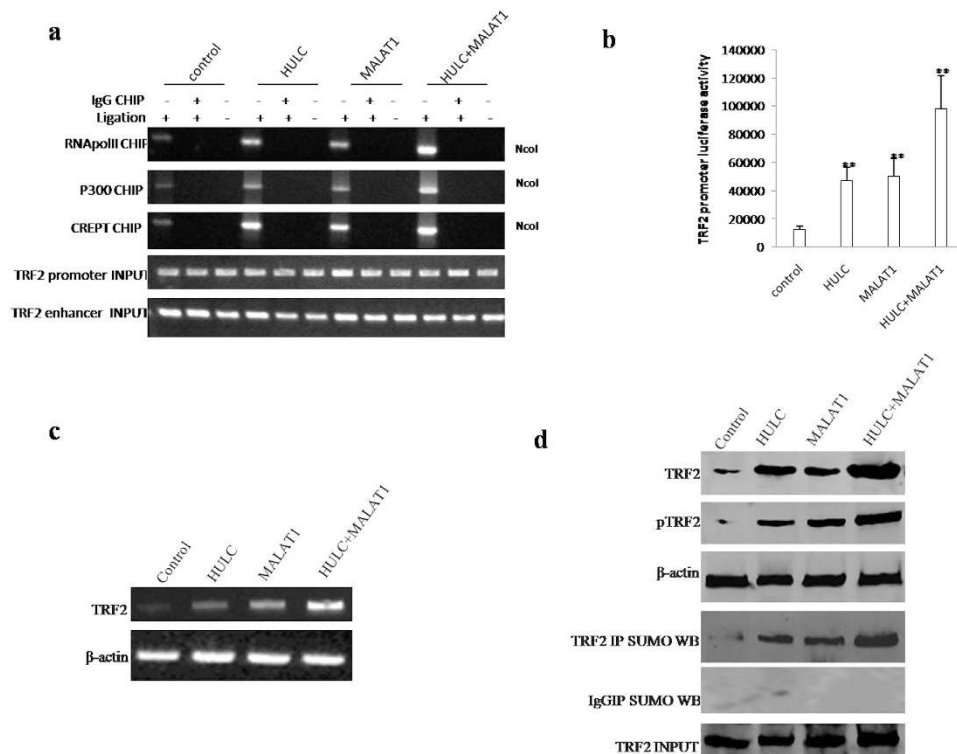 a
control HULC MALAT1 HULC+MALAT1
IgG CHIP - + - - + - - + - - + -
Ligation + + - + + - + + - + + -
RNApolII CHIP NcoI
P300 CHIP NcoI
CREPT CHIP NcoI
TRF2 promoter INPUT
TRF2 enhancer INPUT
b
TRF2 promoter luciferase activity
140000
120000
100000
80000
60000
40000
20000
0
** ** **
control HULC MALAT1 HULC+MALAT1
c
Control HULC MALAT1 HULC+MALAT1
TRF2
β-actin
d
Control HULC MALAT1 HULC+MALAT1
TRF2
pTRF2
β-actin
TRF2 IP SUMO WB
IgGIP SUMO WB
TRF2 INPUT